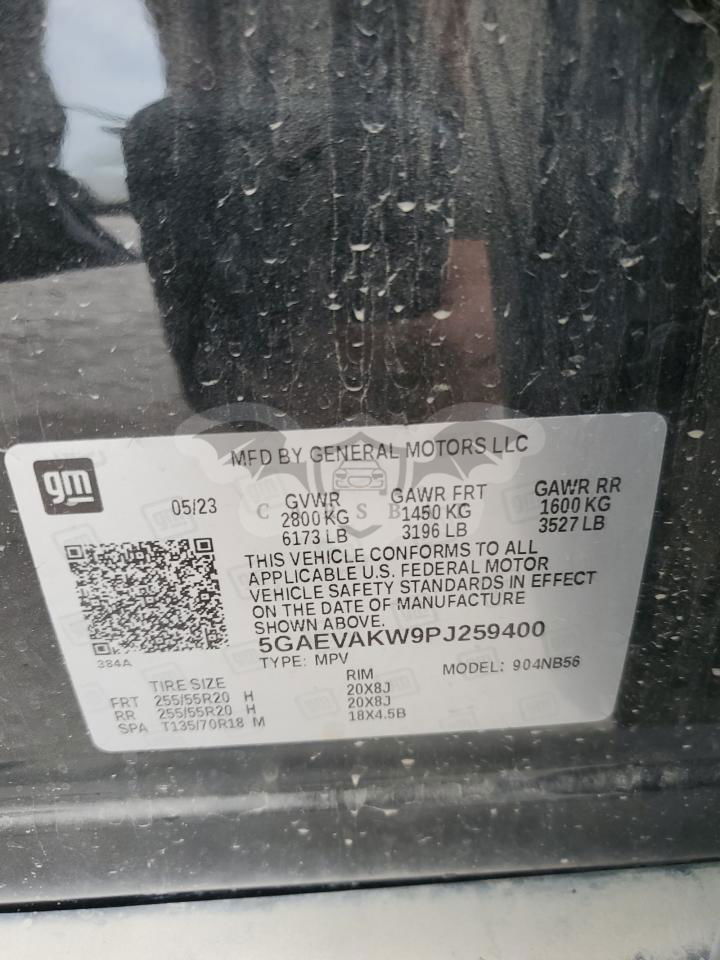 MFD BY GENERAL MOTORS LLC
gm
05/23
GVWR GAWR FRT GAWR RR
2800 KG 1450 KG 1600 KG
6173 LB 3196 LB 3527 LB
THIS VEHICLE CONFORMS TO ALL
APPLICABLE U.S. FEDERAL MOTOR
VEHICLE SAFETY STANDARDS IN EFFECT
ON THE DATE OF MANUFACTURE
SHOWN ABOVE.
5GAEVAKW9PJ259400
384A
TYPE: MPV MODEL: 904NB56
TIRE SIZE RIM
FRT 255/55R20 H 20X8J
RR 255/55R20 H 20X8J
SPA T135/70R18 M 18X4.5B